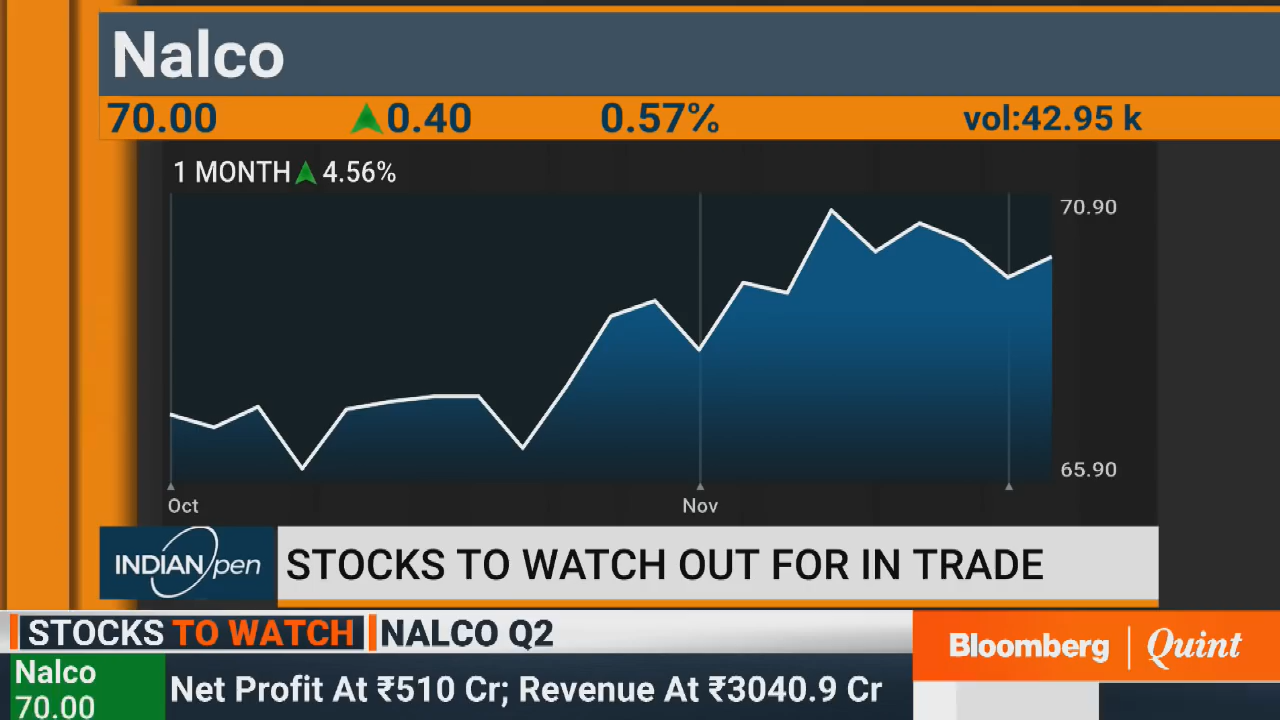 Nalco
70.00 0.40 0.57% vol:42.95 k
1 MONTH 4.56%
70.90
65.90
Oct Nov
INDIAN pen STOCKS TO WATCH OUT FOR IN TRADE
STOCKS TO WATCH NALCO Q2
Bloomberg | Quint
Nalco
70.00
Net Profit At ₹510 Cr; Revenue At ₹3040.9 Cr